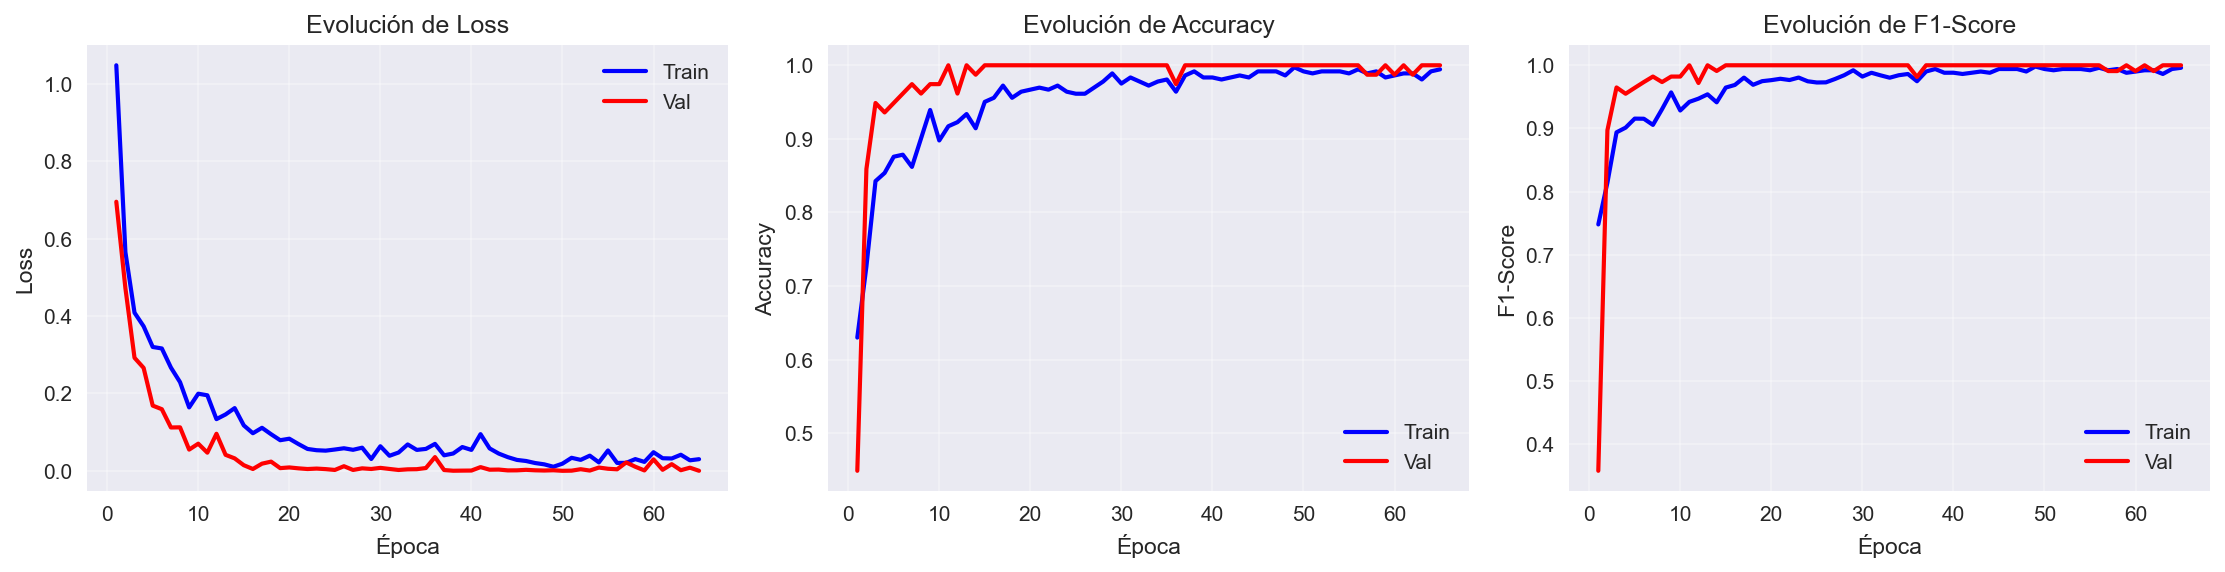 Evolución de Loss
1.0
0.8
0.6
0.4
0.2
0.0
Loss
0 10 20 30 40 50 60
Época
Train
Val
Evolución de Accuracy
1.0
0.9
0.8
0.7
0.6
0.5
Accuracy
0 10 20 30 40 50 60
Época
Train
Val
Evolución de F1-Score
1.0
0.9
0.8
0.7
0.6
0.5
0.4
F1-Score
0 10 20 30 40 50 60
Época
Train
Val